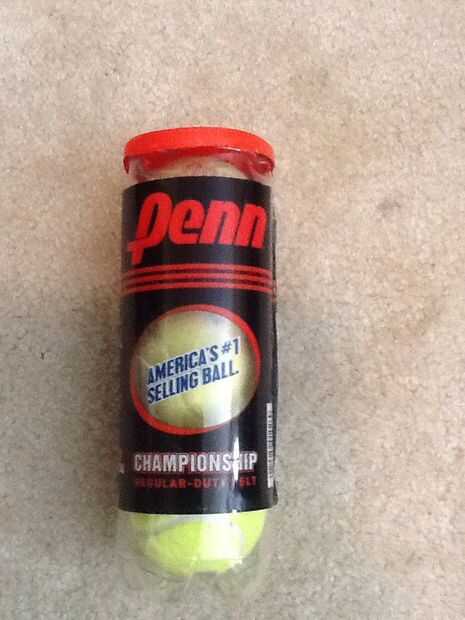 Penn
AMERICA'S #1
SELLING BALL.
CHAMPIONSHIP
REGULAR-DUTY FELT